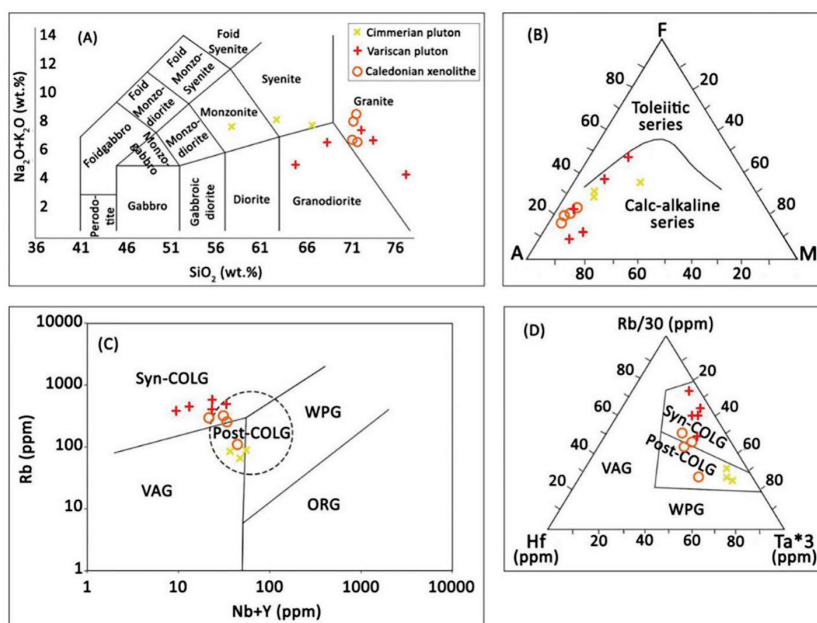 (A)
Na2O+K2O (wt.%)
14
12
10
8
6
4
2
36
41
46
51
56
61
66
71
76
SiO2 (wt.%)
Foid
Syenite
Foid
Monzo-
Syenite
Foid
Monzo-
diorite
Foidgabbro
Monzo-
gabbro
Monzo-
diorite
Monzonite
Syenite
Granite
Perodo-
tite
Gabbro
Gabbroic
diorite
Diorite
Granodiorite
Cimmerian pluton
Variscan pluton
Caledonian xenolithe
(B)
F
20
40
60
80
20
40
60
80
Toleiitic
series
Calc-alkaline
series
A
M
80
60
40
20
0
(C)
Rb
(ppm)
10000
1000
100
10
1
1
10
100
1000
10000
Nb+Y (ppm)
Syn-COLG
WPG
Post-COLG
VAG
ORG
(D)
Rb/30 (ppm)
80
60
40
20
20
40
60
80
Syn-COLG
Post-COLG
VAG
WPG
Hf
(ppm)
20
40
60
80
Ta*3
(ppm)